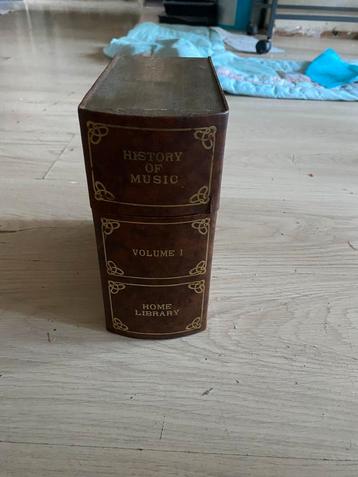 HISTORY
OF
MUSIC
VOLUME 1
HOME
LIBRARY